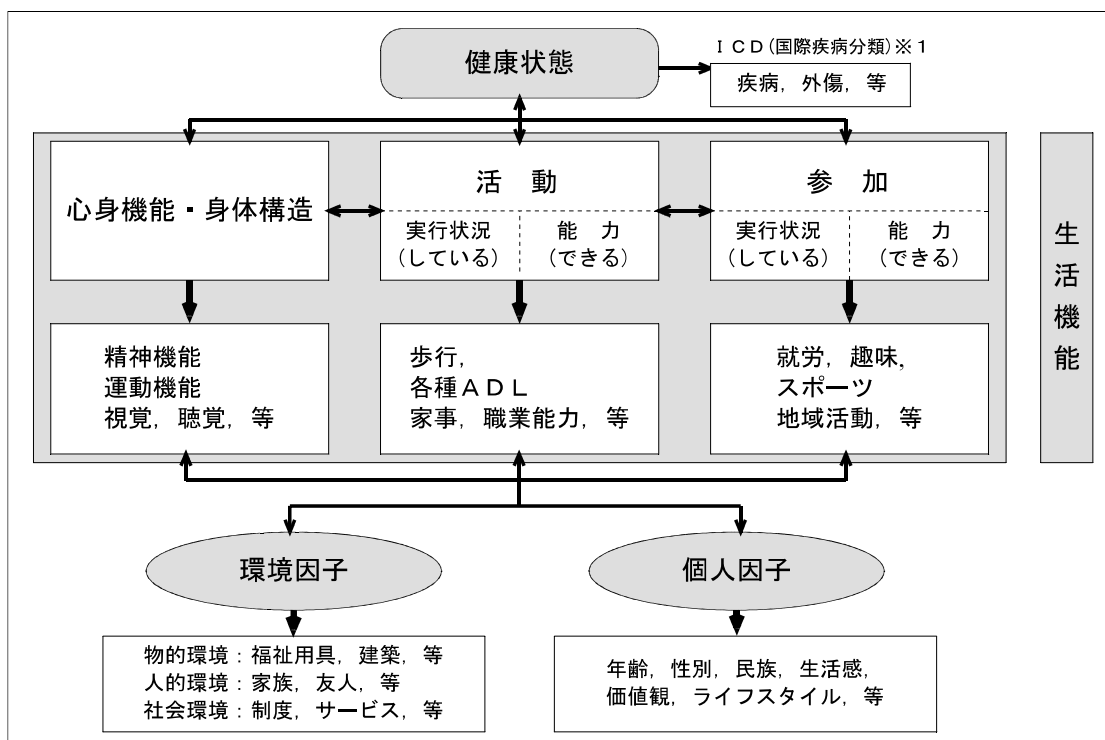 健康状態
ＩＣＤ(国際疾病分類)※１
疾病，外傷，等
心身機能・身体構造
活　動
実行状況
(している)
能　力
(できる)
参　加
実行状況
(している)
能　力
(できる)
生活機能
精神機能
運動機能
視覚，聴覚，等
歩行，
各種ＡＤＬ
家事，職業能力，等
就労，趣味，
スポーツ
地域活動，等
環境因子
個人因子
物的環境：福祉用具，建築，等
人的環境：家族，友人，等
社会環境：制度，サービス，等
年齢，性別，民族，生活感，
価値観，ライフスタイル，等